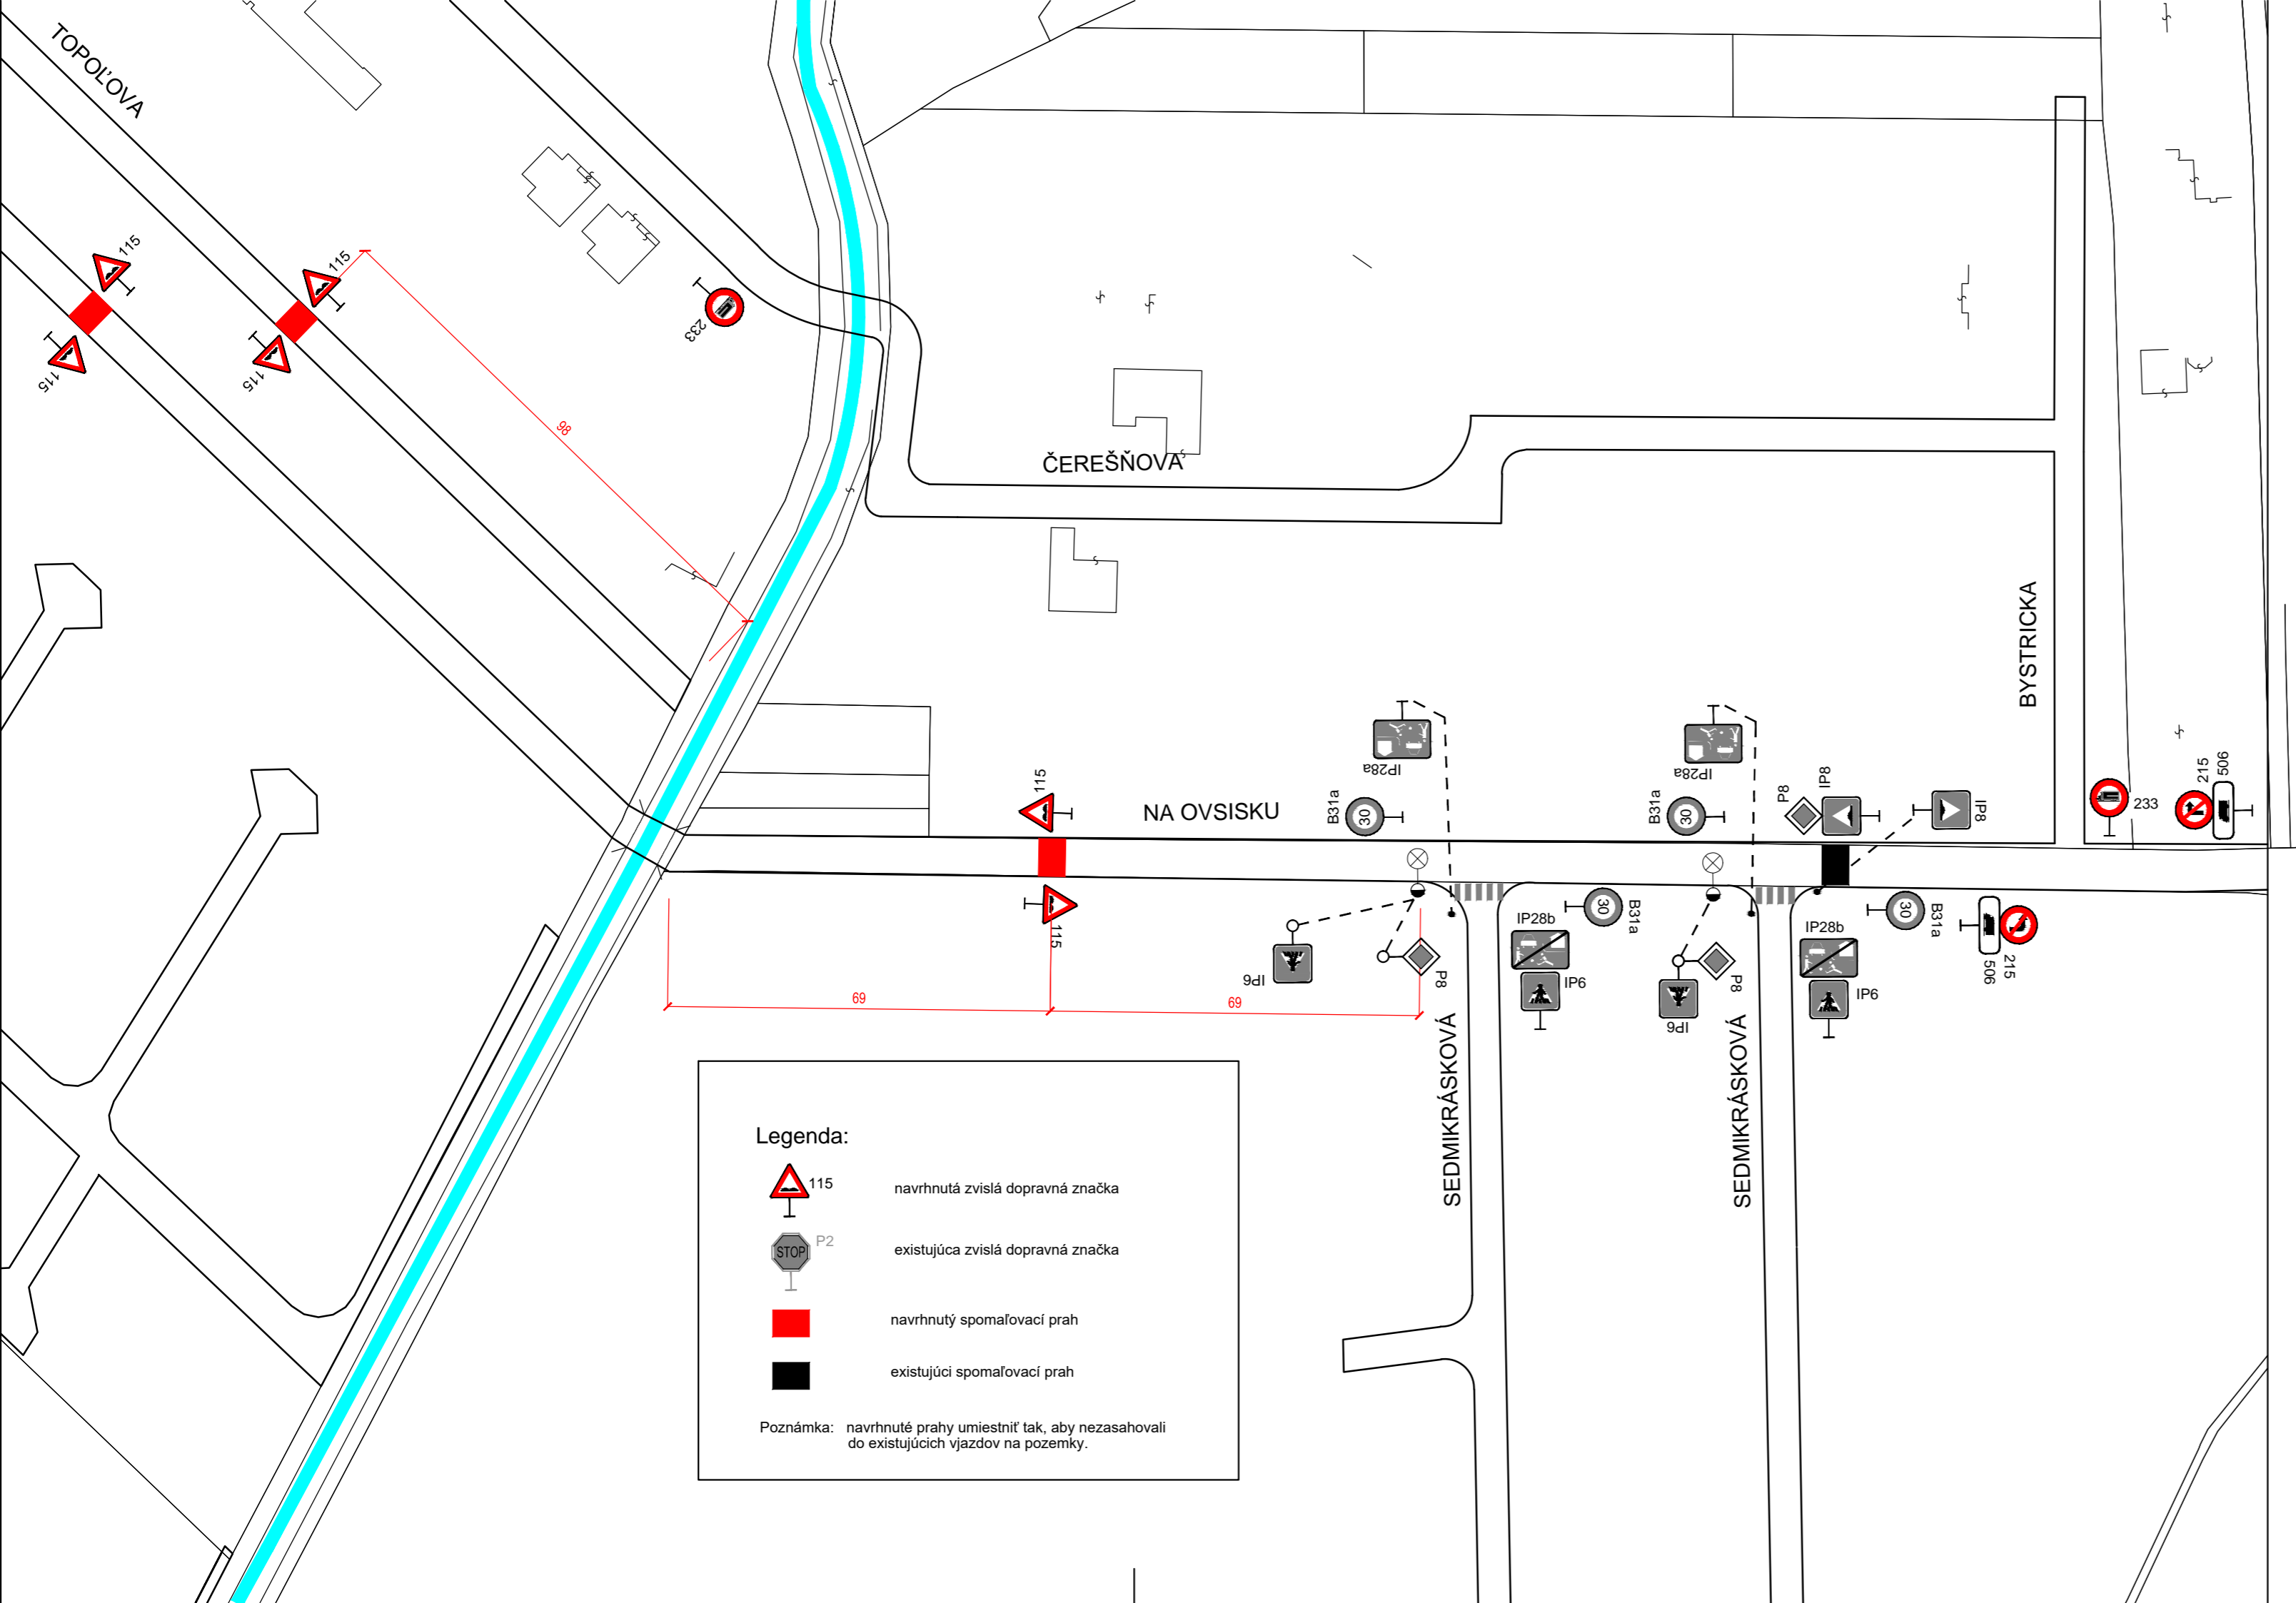 TOPOĽOVA
115
115
115
115
233
98
ČEREŠŇOVA
BYSTRICKA
IP28a
IP28a
115
NA OVSISKU
B31a
30
B31a
30
P8
IP8
IP8
233
215
506
115
IP6
P8
IP28b
IP6
30
B31a
IP6
P8
IP28b
IP6
30
B31a
506
215
69
69
SEDMIKRÁSKOVÁ
SEDMIKRÁSKOVÁ
Legenda:
115
navrhnutá zvislá dopravná značka
STOP
P2
existujúca zvislá dopravná značka
navrhnutý spomaľovací prah
existujúci spomaľovací prah
Poznámka: navrhnuté prahy umiestniť tak, aby nezasahovali
do existujúcich vjazdov na pozemky.